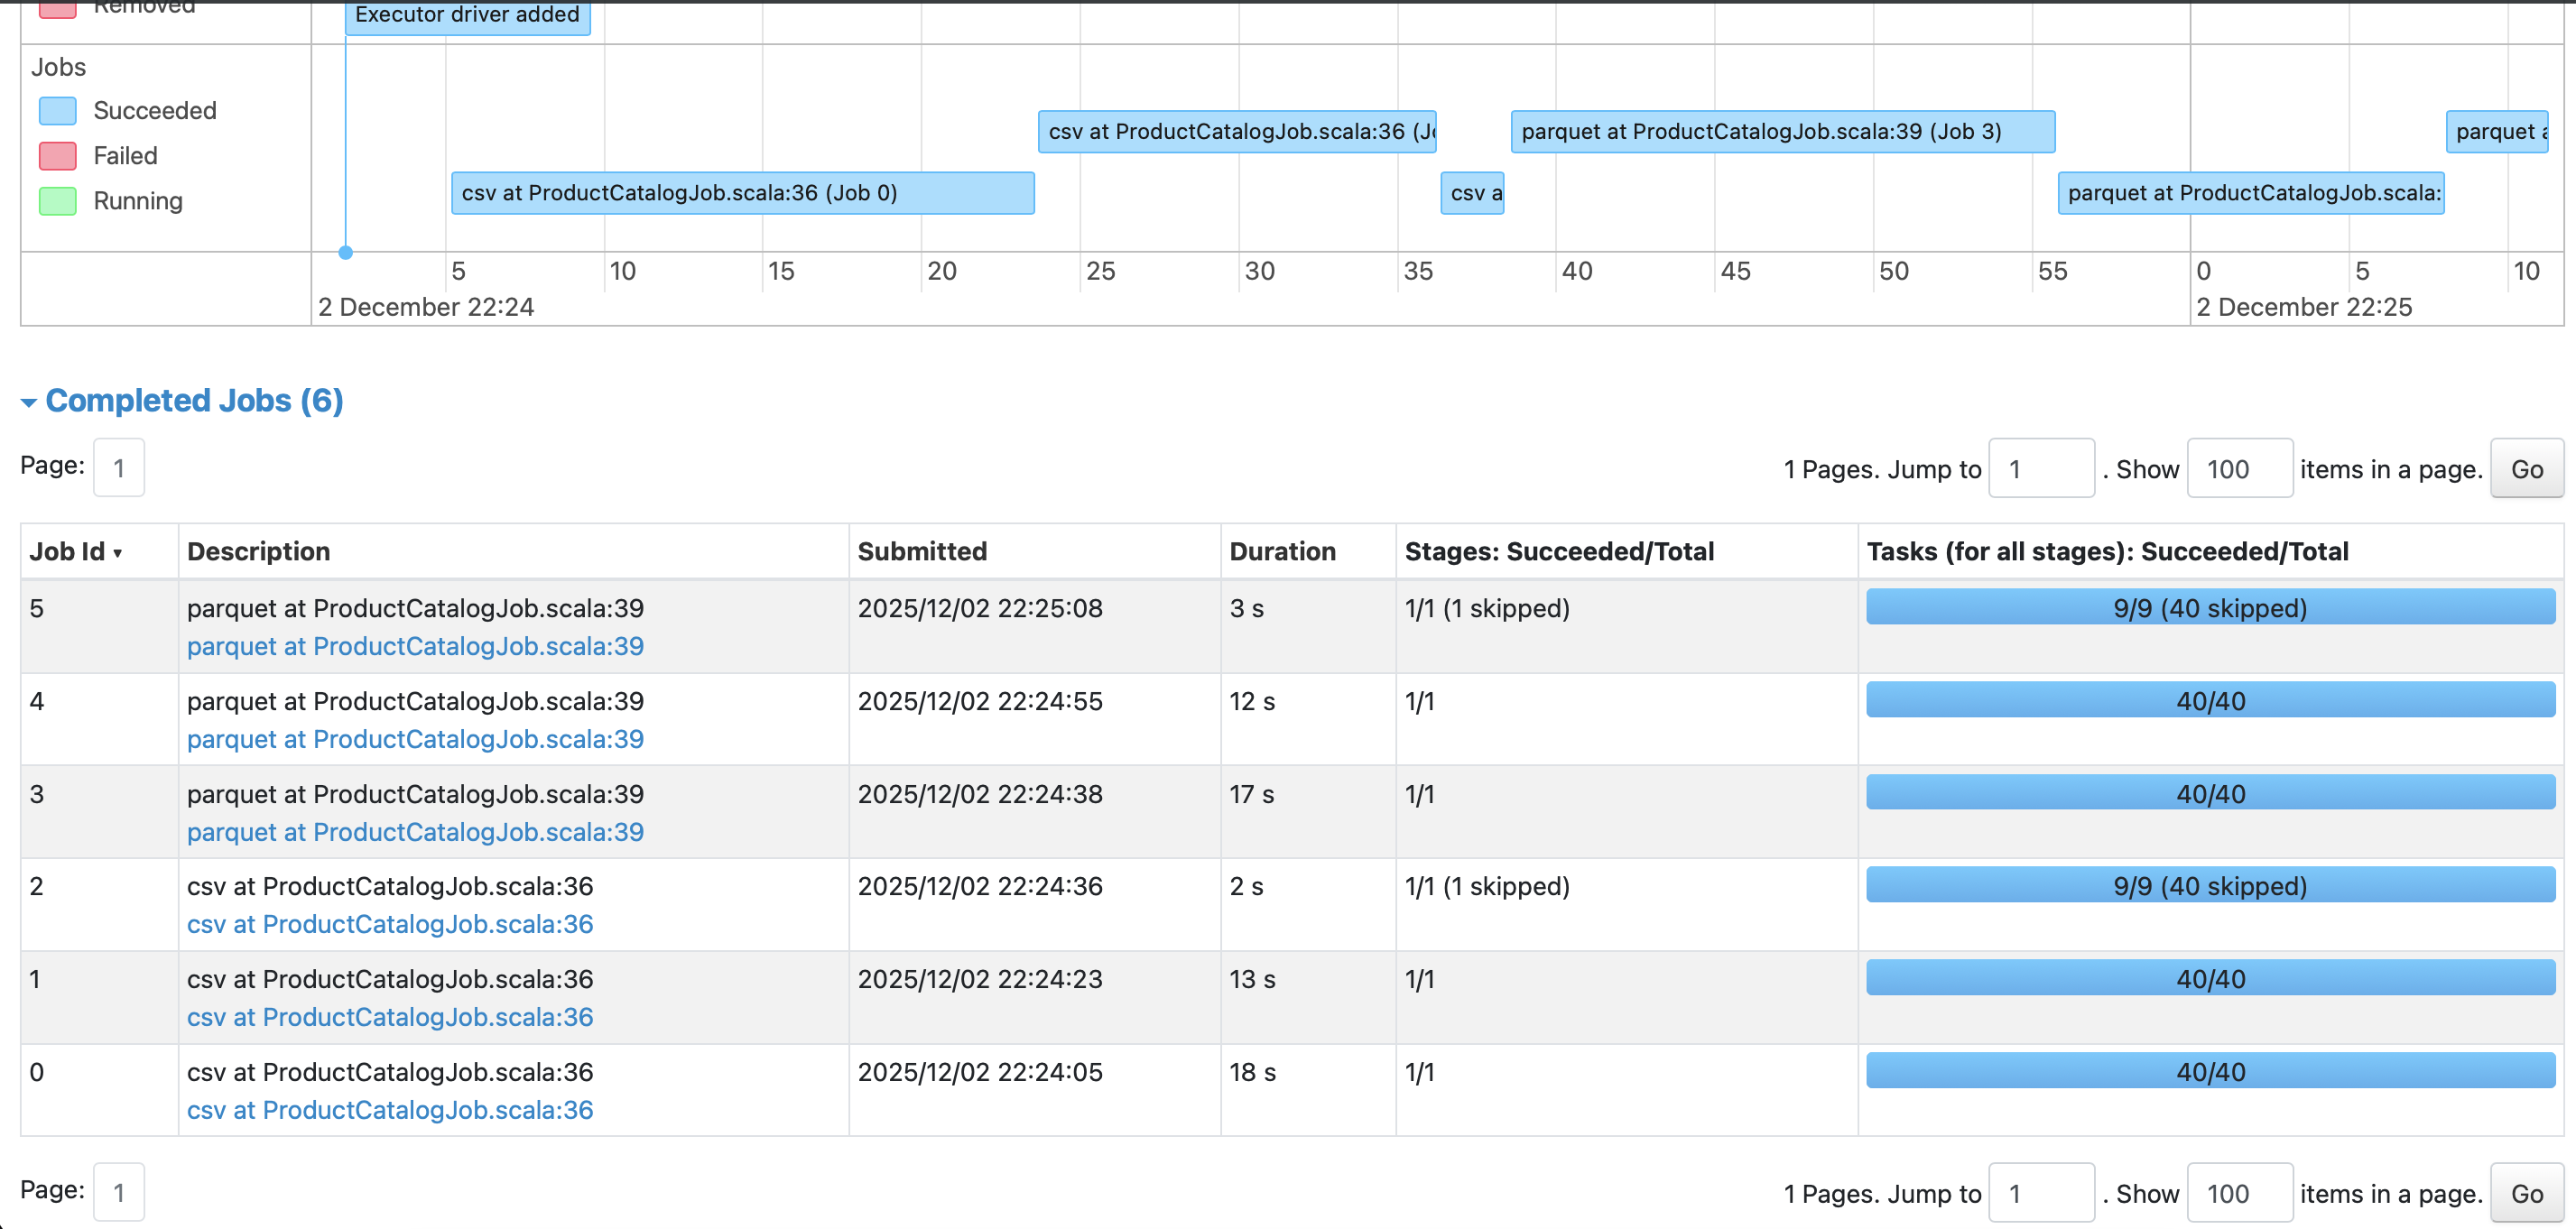 Removed
Executor driver added
Jobs
Succeeded
Failed
Running
csv at ProductCatalogJob.scala:36 (J
parquet at ProductCatalogJob.scala:39 (Job 3)
parquet
csv at ProductCatalogJob.scala:36 (Job 0)
csv a
parquet at ProductCatalogJob.scala:
5 10 15 20 25 30 35 40 45 50 55 0 5 10
2 December 22:24 2 December 22:25
Completed Jobs (6)
Page: 1 1 Pages. Jump to 1 . Show 100 items in a page. Go
Job Id ▾ Description Submitted Duration Stages: Succeeded/Total Tasks (for all stages): Succeeded/Total
5 parquet at ProductCatalogJob.scala:39 2025/12/02 22:25:08 3 s 1/1 (1 skipped) 9/9 (40 skipped)
parquet at ProductCatalogJob.scala:39
4 parquet at ProductCatalogJob.scala:39 2025/12/02 22:24:55 12 s 1/1 40/40
parquet at ProductCatalogJob.scala:39
3 parquet at ProductCatalogJob.scala:39 2025/12/02 22:24:38 17 s 1/1 40/40
parquet at ProductCatalogJob.scala:39
2 csv at ProductCatalogJob.scala:36 2025/12/02 22:24:36 2 s 1/1 (1 skipped) 9/9 (40 skipped)
csv at ProductCatalogJob.scala:36
1 csv at ProductCatalogJob.scala:36 2025/12/02 22:24:23 13 s 1/1 40/40
csv at ProductCatalogJob.scala:36
0 csv at ProductCatalogJob.scala:36 2025/12/02 22:24:05 18 s 1/1 40/40
csv at ProductCatalogJob.scala:36
Page: 1 1 Pages. Jump to 1 . Show 100 items in a page. Go